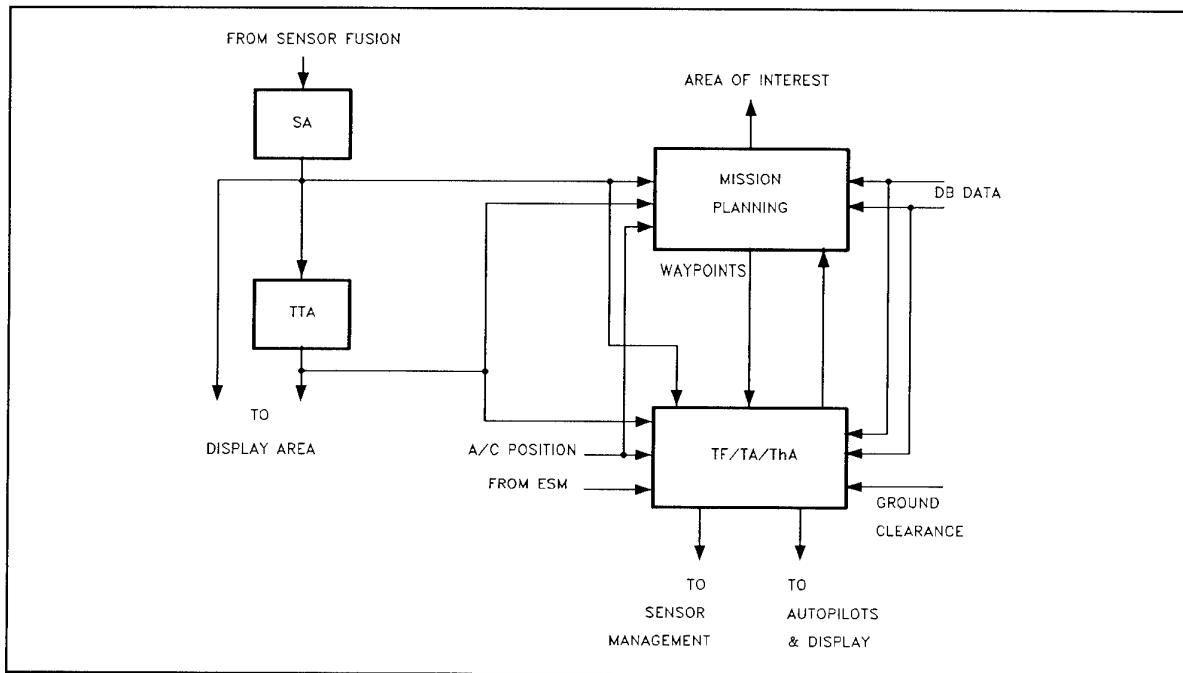 FROM SENSOR FUSION
SA
AREA OF INTEREST
MISSION
PLANNING
DB DATA
WAYPOINTS
TTA
TO
DISPLAY AREA
A/C POSITION
FROM ESM
TF/TA/ThA
GROUND
CLEARANCE
TO
SENSOR
MANAGEMENT
TO
AUTOPILOTS
& DISPLAY